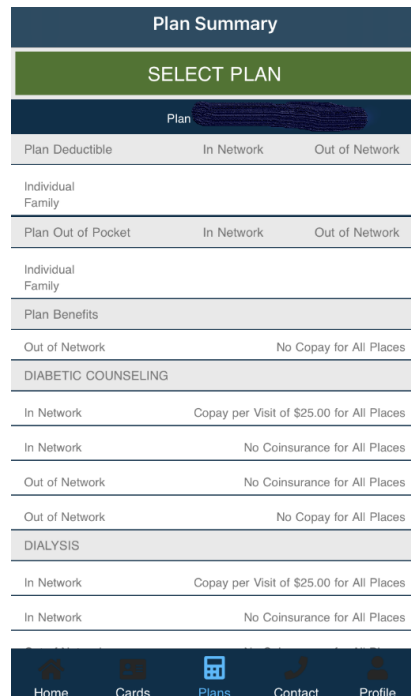 Plan Summary
SELECT PLAN
Plan
Plan Deductible In Network Out of Network
Individual
Family
Plan Out of Pocket In Network Out of Network
Individual
Family
Plan Benefits
Out of Network No Copay for All Places
DIABETIC COUNSELING
In Network Copay per Visit of $25.00 for All Places
In Network No Coinsurance for All Places
Out of Network No Coinsurance for All Places
Out of Network No Copay for All Places
DIALYSIS
In Network Copay per Visit of $25.00 for All Places
In Network No Coinsurance for All Places
Home Cards Plans Contact Profile